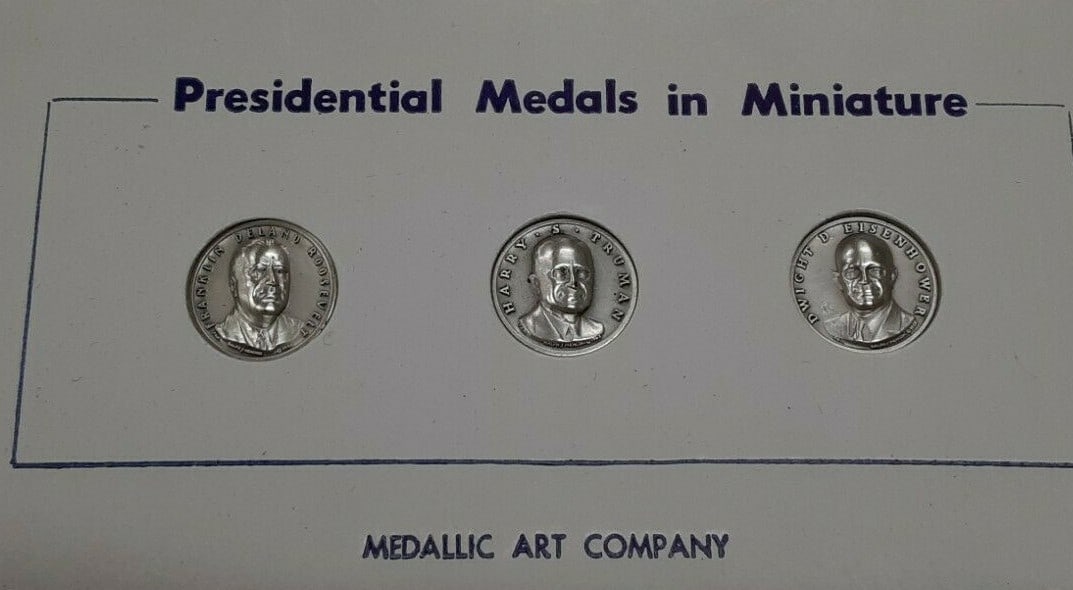 Presidential Medals in Miniature
FRANKLIN DELANO ROOSEVELT
HARRY · S · TRUMAN
DWIGHT D EISENHOWER
MEDALLIC ART COMPANY